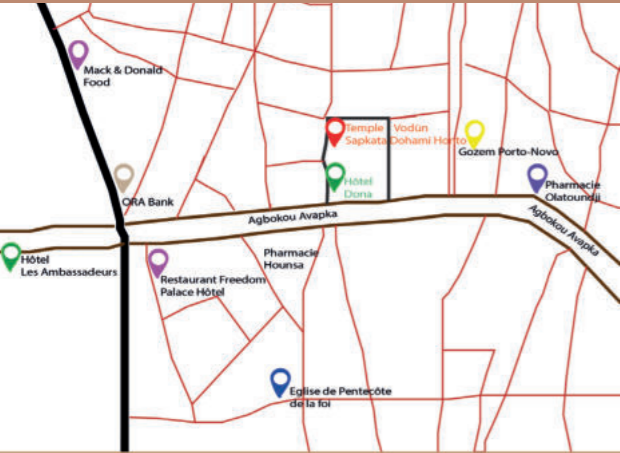 Mack & Donald
Food
Temple Vodùn
Sapkata Dohami Honto
Gozem Porto-Novo
Hôtel
Dona
Pharmacie
Olatoundji
ORA Bank
Agbokou Avapka
Agbokou Avapka
Hôtel
Les Ambassadeurs
Pharmacie
Hounsa
Restaurant Freedom
Palace Hôtel
Eglise de Pentecôte
de la foi